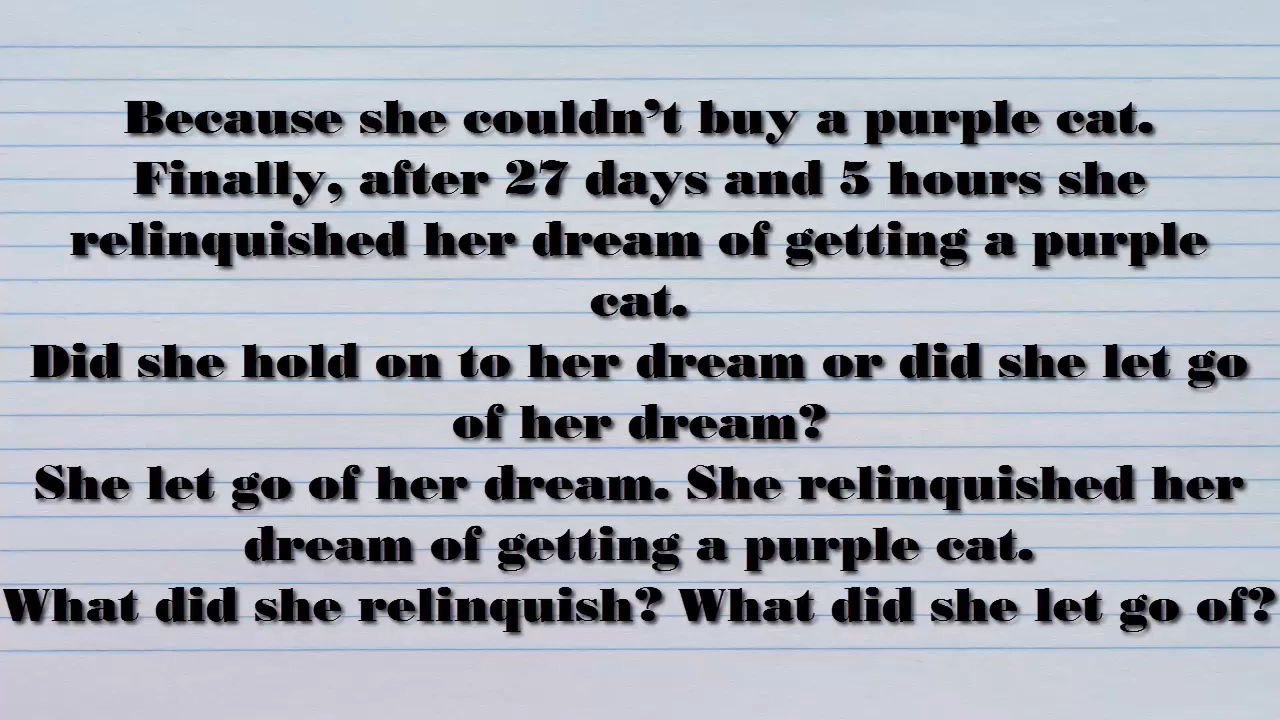 Because she couldn’t buy a purple cat.
Finally, after 27 days and 5 hours she
relinquished her dream of getting a purple
cat.
Did she hold on to her dream or did she let go
of her dream?
She let go of her dream. She relinquished her
dream of getting a purple cat.
What did she relinquish? What did she let go of?